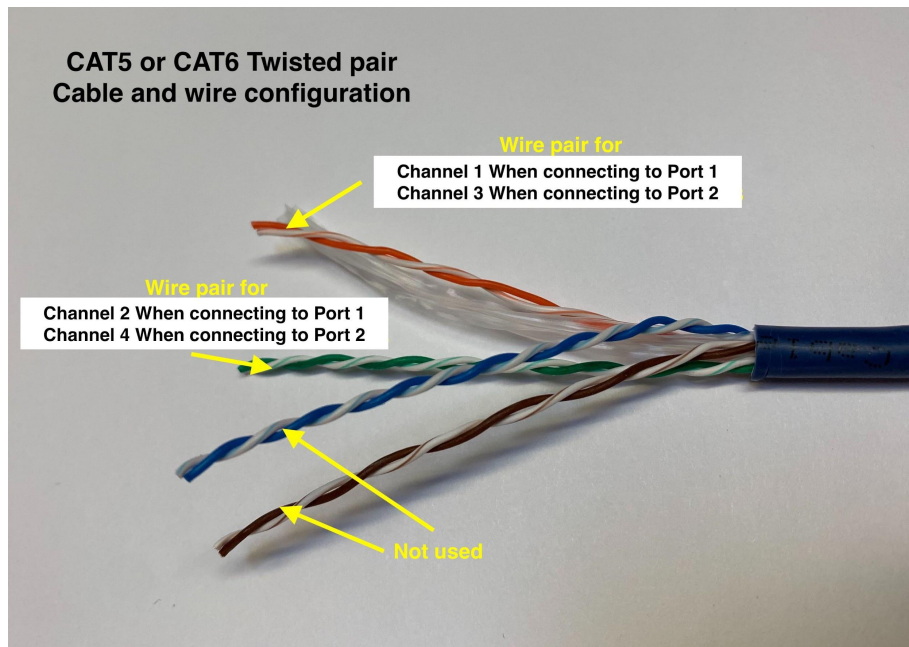 CAT5 or CAT6 Twisted pair
Cable and wire configuration
Wire pair for
Channel 1 When connecting to Port 1
Channel 3 When connecting to Port 2
Wire pair for
Channel 2 When connecting to Port 1
Channel 4 When connecting to Port 2
Not used